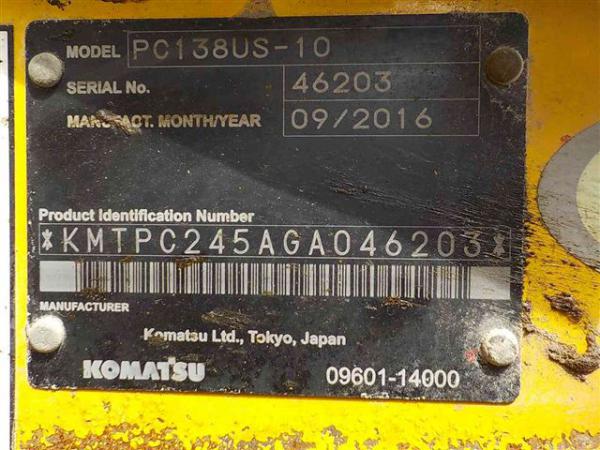 MODEL PC138US-10
SERIAL No. 46203
MANUFACT. MONTH/YEAR 09/2016
Product Identification Number
*KMTPC245AGA046203*
MANUFACTURER
Komatsu Ltd., Tokyo, Japan
KOMATSU 09601-14000